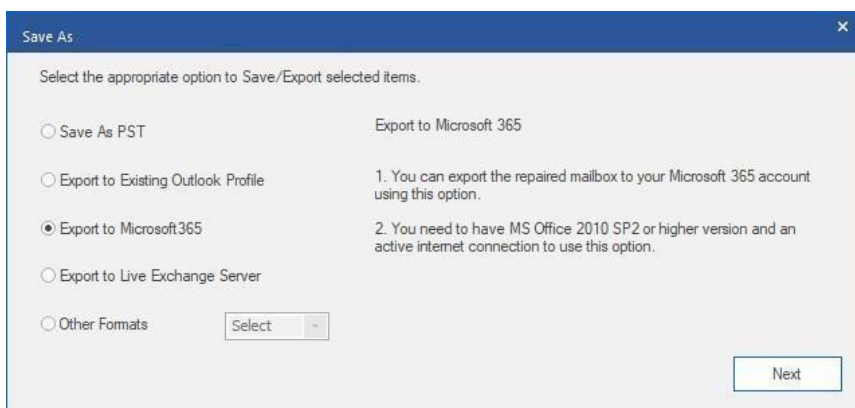 Save As
Select the appropriate option to Save/Export selected items.
Save As PST
Export to Existing Outlook Profile
Export to Microsoft365
Export to Live Exchange Server
Other Formats
Select
Export to Microsoft 365
1. You can export the repaired mailbox to your Microsoft 365 account
using this option.
2. You need to have MS Office 2010 SP2 or higher version and an
active internet connection to use this option.
Next